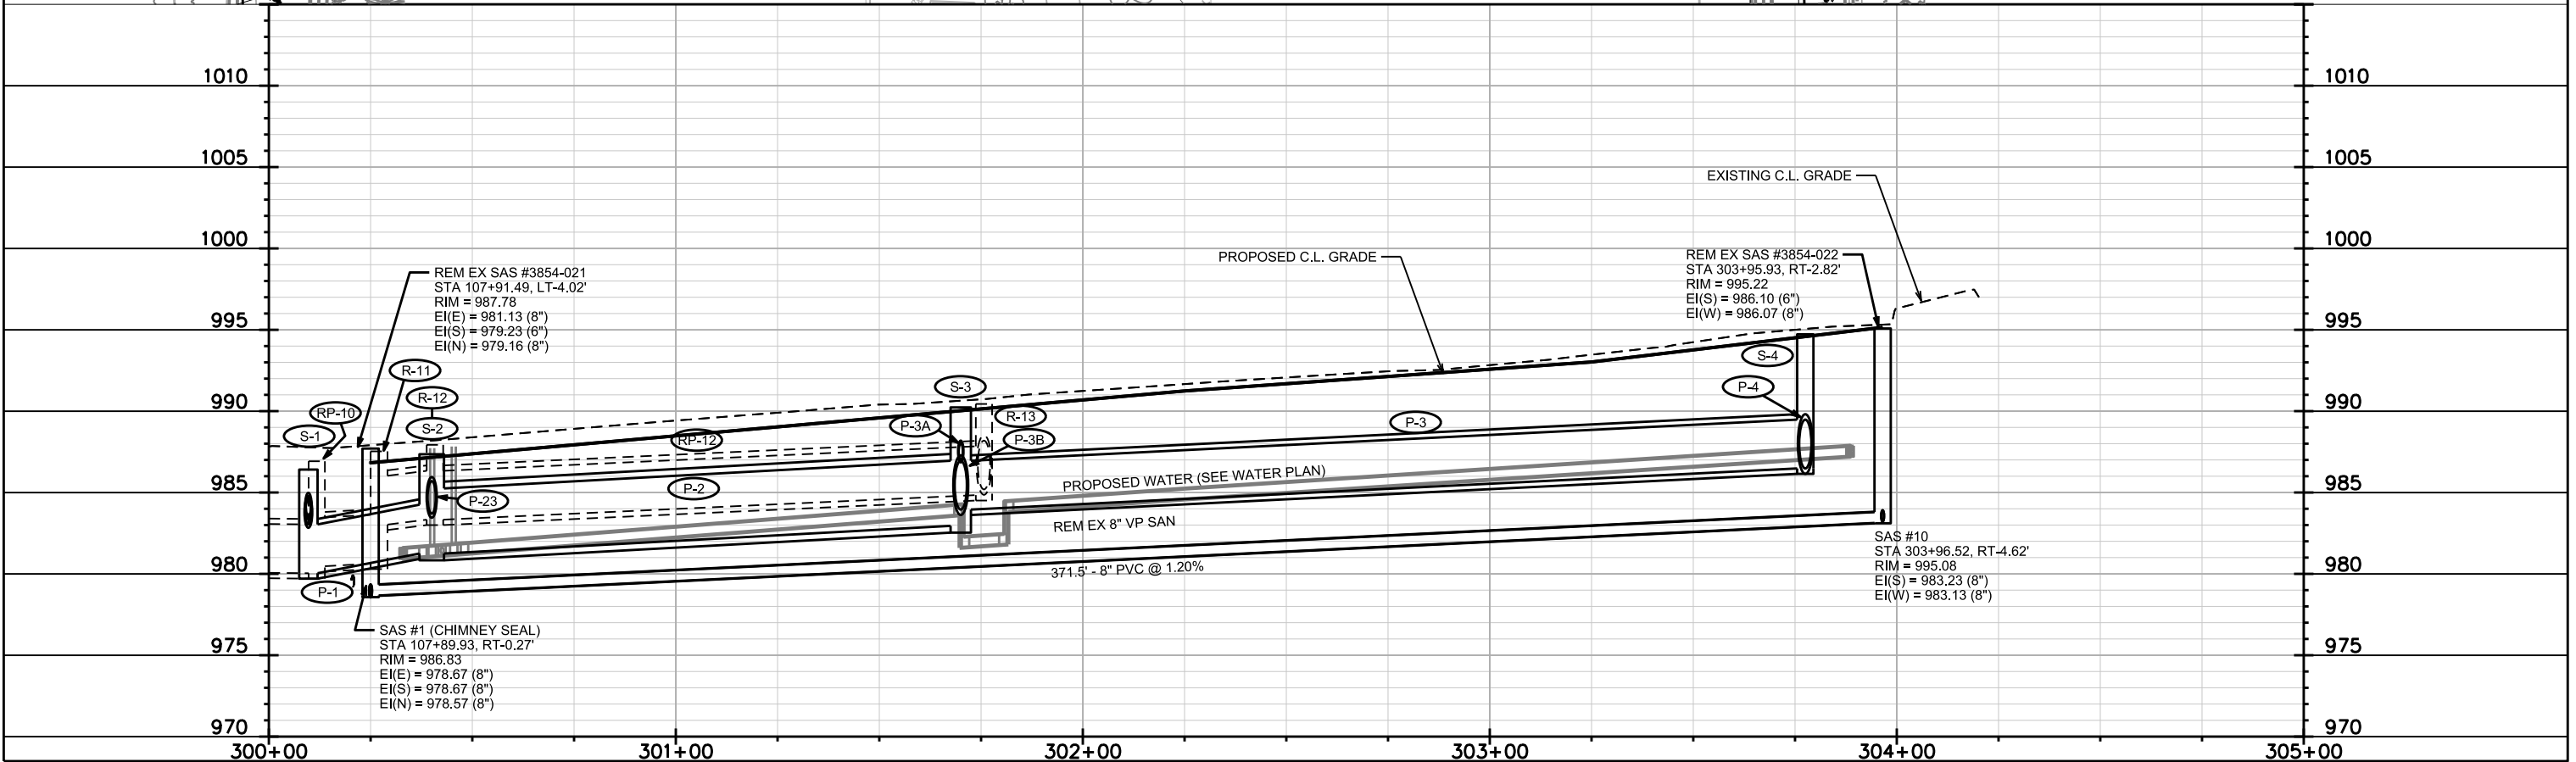 1010 1010
1005 1005
EXISTING C.L. GRADE
1000 1000
PROPOSED C.L. GRADE
REM EX SAS #3854-022
STA 303+95.93, RT-2.82'
RIM = 995.22
EI(S) = 986.10 (6")
EI(W) = 986.07 (8")
REM EX SAS #3854-021
STA 107+91.49, LT-4.02'
RIM = 987.78
EI(E) = 981.13 (8")
EI(S) = 979.23 (6")
EI(N) = 979.16 (8")
995 995
R-11
S-4
R-12
S-3
P-4
990 990
RP-10
R-13
S-1
S-2
P-3A
P-3
RP-12
P-3B
985 985
P-2
P-23
PROPOSED WATER (SEE WATER PLAN)
REM EX 8" VP SAN
980 980
371.5' - 8" PVC @ 1.20%
P-1
SAS #10
STA 303+96.52, RT-4.62'
RIM = 995.08
EI(S) = 983.23 (8")
EI(W) = 983.13 (8")
SAS #1 (CHIMNEY SEAL)
STA 107+89.93, RT-0.27'
RIM = 986.83
EI(E) = 978.67 (8")
EI(S) = 978.67 (8")
EI(N) = 978.57 (8")
975 975
970 970
300+00 301+00 302+00 303+00 304+00 305+00